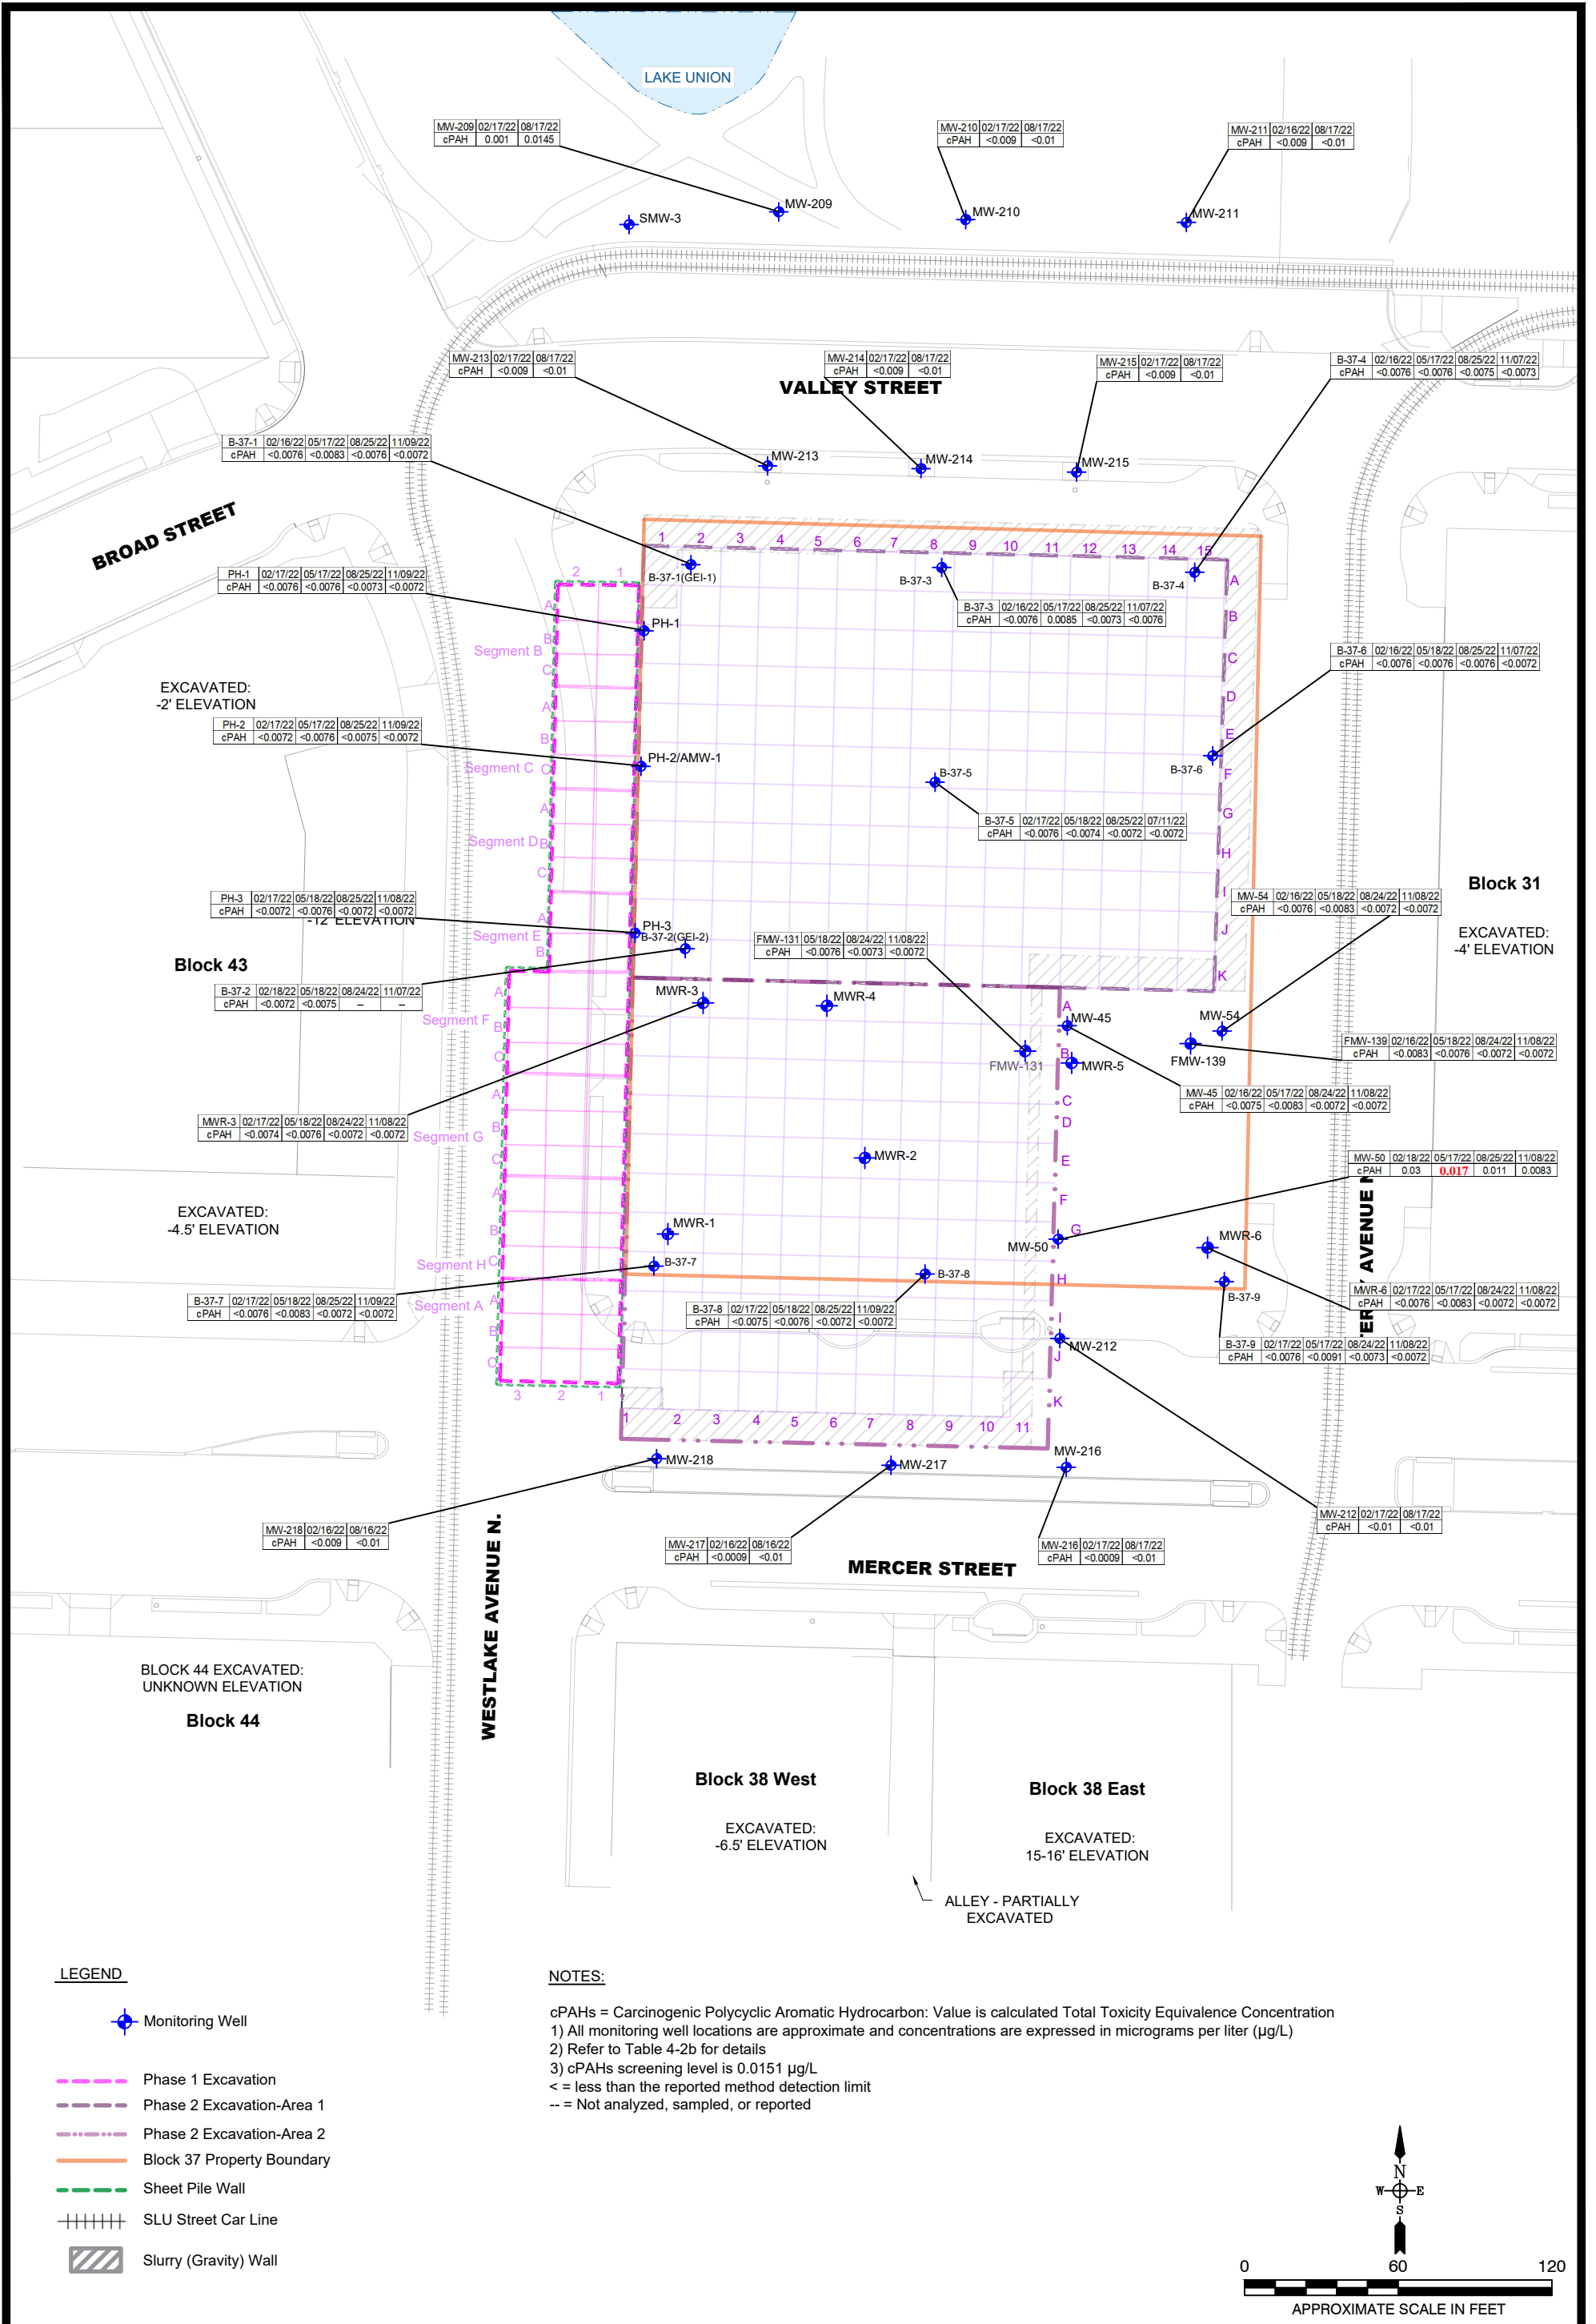 LAKE UNION
MW-209 02/17/22 08/17/22
cPAH 0.001 0.0145
MW-210 02/17/22 08/17/22
cPAH <0.009 <0.01
MW-211 02/16/22 08/17/22
cPAH <0.009 <0.01
SMW-3
MW-209
MW-210
MW-211
MW-213 02/17/22 08/17/22
cPAH <0.009 <0.01
MW-214 02/17/22 08/17/22
cPAH <0.009 <0.01
MW-215 02/17/22 08/17/22
cPAH <0.009 <0.01
B-37-4 02/16/22 05/17/22 08/25/22 11/07/22
cPAH <0.0076 <0.0076 <0.0075 <0.0073
VALLEY STREET
B-37-1 02/16/22 05/17/22 08/25/22 11/09/22
cPAH <0.0076 <0.0083 <0.0076 <0.0072
MW-213
MW-214
MW-215
BROAD STREET
1 2 3 4 5 6 7 8 9 10 11 12 13 14 15
B-37-1(GEI-1)
B-37-3
B-37-4
PH-1 02/17/22 05/17/22 08/25/22 11/09/22
cPAH <0.0076 <0.0076 <0.0073 <0.0072
2 1
A
B
C
D
E
F
G
H
I
J
K
B-37-3 02/16/22 05/17/22 08/25/22 11/07/22
cPAH <0.0076 0.0085 <0.0073 <0.0076
PH-1
A
B
Segment B
C
B-37-6 02/16/22 05/18/22 08/25/22 11/07/22
cPAH <0.0076 <0.0076 <0.0076 <0.0072
EXCAVATED:
-2' ELEVATION
PH-2 02/17/22 05/17/22 08/25/22 11/09/22
cPAH <0.0072 <0.0076 <0.0075 <0.0072
A
B
Segment C C
PH-2/AMW-1
B-37-5
B-37-6
A
Segment D B
C
B-37-5 02/17/22 05/18/22 08/25/22 07/11/22
cPAH <0.0076 <0.0074 <0.0072 <0.0072
Block 31
EXCAVATED:
-4' ELEVATION
PH-3 02/17/22 05/18/22 08/25/22 11/08/22
cPAH <0.0072 <0.0076 <0.0072 <0.0072
-12' ELEVATION
MW-54 02/16/22 05/18/22 08/24/22 11/08/22
cPAH <0.0076 <0.0083 <0.0072 <0.0072
A
Segment E
B
PH-3
B-37-2(GEI-2)
FMW-131 05/18/22 08/24/22 11/08/22
cPAH <0.0076 <0.0073 <0.0072
Block 43
B-37-2 02/18/22 05/18/22 08/24/22 11/07/22
cPAH <0.0072 <0.0075 – –
MWR-3
MWR-4
A
Segment F B
C
A
B
C
D
E
F
G
H
I
J
K
MW-45
MW-54
FMW-131
MWR-5
FMW-139
FMW-139 02/16/22 05/18/22 08/24/22 11/08/22
cPAH <0.0083 <0.0076 <0.0072 <0.0072
MW-45 02/16/22 05/17/22 08/24/22 11/08/22
cPAH <0.0075 <0.0083 <0.0072 <0.0072
MWR-3 02/17/22 05/18/22 08/24/22 11/08/22
cPAH <0.0074 <0.0076 <0.0072 <0.0072
A
B
Segment G
C
MWR-2
MW-50 02/18/22 05/17/22 08/25/22 11/08/22
cPAH 0.03 0.017 0.011 0.0083
EXCAVATED:
-4.5' ELEVATION
A
B
Segment H C
MWR-1
MW-50
MWR-6
B-37-7
B-37-8
B-37-9
B-37-7 02/17/22 05/18/22 08/25/22 11/09/22
cPAH <0.0076 <0.0083 <0.0072 <0.0072
Segment A A
B
C
B-37-8 02/17/22 05/18/22 08/25/22 11/09/22
cPAH <0.0075 <0.0076 <0.0072 <0.0072
MWR-6 02/17/22 05/17/22 08/24/22 11/08/22
cPAH <0.0076 <0.0083 <0.0072 <0.0072
B-37-9 02/17/22 05/17/22 08/24/22 11/08/22
cPAH <0.0076 <0.0091 <0.0073 <0.0072
MW-212
3 2 1
1 2 3 4 5 6 7 8 9 10 11
MW-218
MW-217
MW-216
MW-218 02/16/22 08/16/22
cPAH <0.009 <0.01
MW-217 02/16/22 08/16/22
cPAH <0.0009 <0.01
MW-216 02/17/22 08/17/22
cPAH <0.0009 <0.01
MW-212 02/17/22 08/17/22
cPAH <0.01 <0.01
WESTLAKE AVENUE N.
MERCER STREET
BLOCK 44 EXCAVATED:
UNKNOWN ELEVATION
Block 44
Block 38 West
EXCAVATED:
-6.5' ELEVATION
Block 38 East
EXCAVATED:
15-16' ELEVATION
ALLEY - PARTIALLY
EXCAVATED
LEGEND
Monitoring Well
Phase 1 Excavation
Phase 2 Excavation-Area 1
Phase 2 Excavation-Area 2
Block 37 Property Boundary
Sheet Pile Wall
SLU Street Car Line
Slurry (Gravity) Wall
NOTES:
cPAHs = Carcinogenic Polycyclic Aromatic Hydrocarbon: Value is calculated Total Toxicity Equivalence Concentration
1) All monitoring well locations are approximate and concentrations are expressed in micrograms per liter (µg/L)
2) Refer to Table 4-2b for details
3) cPAHs screening level is 0.0151 µg/L
< = less than the reported method detection limit
-- = Not analyzed, sampled, or reported
N
W E
S
0 60 120
APPROXIMATE SCALE IN FEET